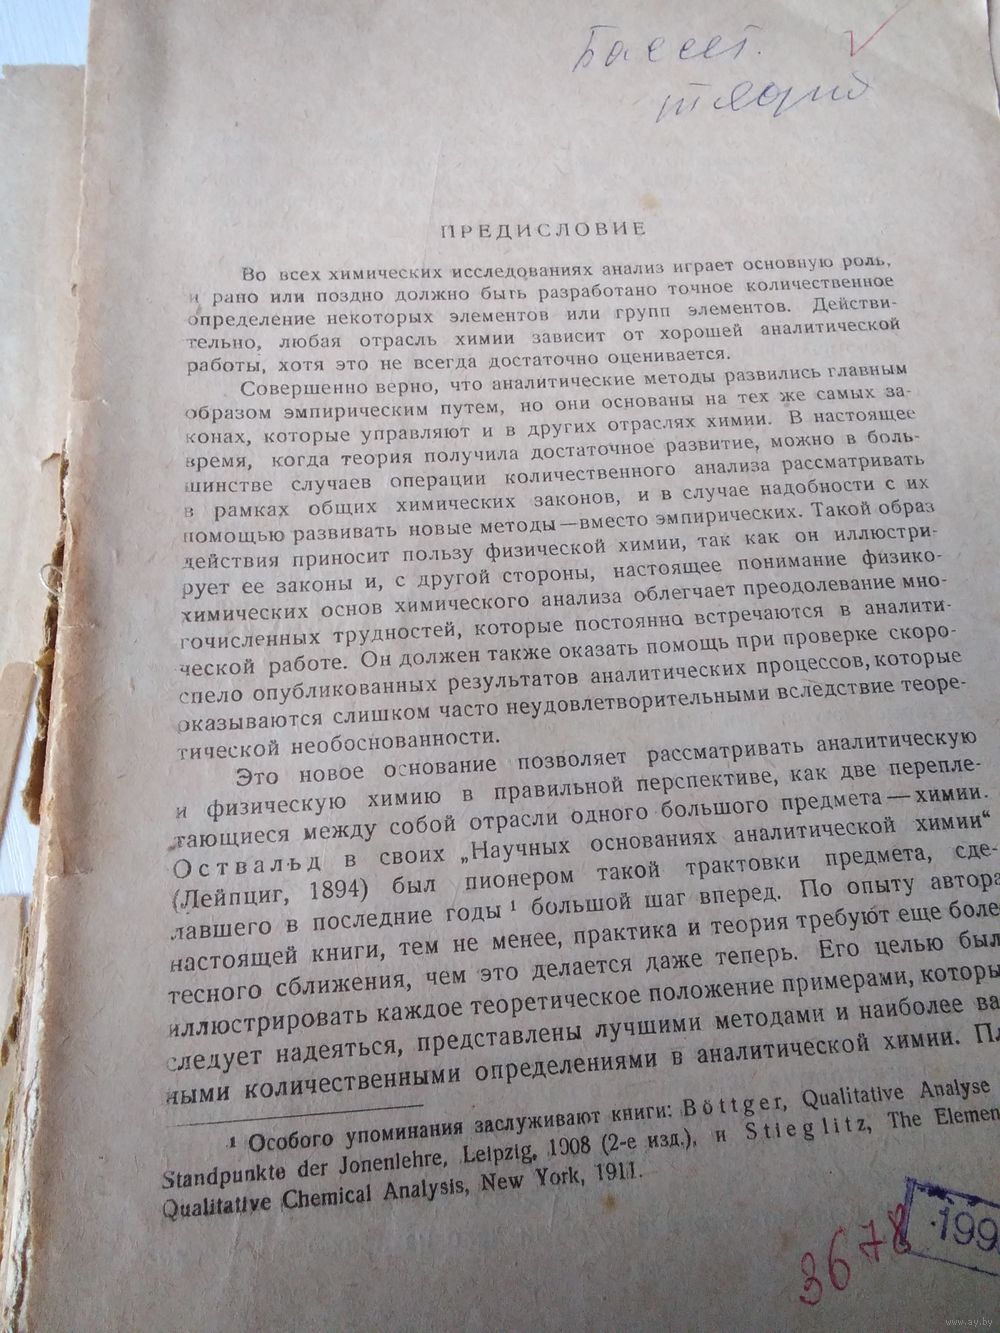 Бассет.
теория
ПРЕДИСЛОВИЕ
Во всех химических исследованиях анализ играет основную роль,
и рано или поздно должно быть разработано точное количественное
определение некоторых элементов или групп элементов. Действи-
тельно, любая отрасль химии зависит от хорошей аналитической
работы, хотя это не всегда достаточно оценивается.
Совершенно верно, что аналитические методы развились главным
образом эмпирическим путем, но они основаны на тех же самых за-
конах, которые управляют и в других отраслях химии. В настоящее
время, когда теория получила достаточное развитие, можно в боль-
шинстве случаев операции количественного анализа рассматривать
в рамках общих химических законов, и в случае надобности с их
помощью развивать новые методы—вместо эмпирических. Такой образ
действия приносит пользу физической химии, так как он иллюстри-
рует ее законы и, с другой стороны, настоящее понимание физико-
химических основ химического анализа облегчает преодолевание мно-
гочисленных трудностей, которые постоянно встречаются в аналити-
ческой работе. Он должен также оказать помощь при проверке скоро-
спело опубликованных результатов аналитических процессов, которые
оказываются слишком часто неудовлетворительными вследствие теоре-
тической необоснованности.
Это новое основание позволяет рассматривать аналитическую
и физическую химию в правильной перспективе, как две перепле-
тающиеся между собой отрасли одного большого предмета — химии.
Оствальд в своих „Научных основаниях аналитической химии“
(Лейпциг, 1894) был пионером такой трактовки предмета, сде-
лавшего в последние годы ¹ большой шаг вперед. По опыту автора
настоящей книги, тем не менее, практика и теория требуют еще боле
тесного сближения, чем это делается даже теперь. Его целью был
иллюстрировать каждое теоретическое положение примерами, которы
следует надеяться, представлены лучшими методами и наиболее ва
ными количественными определениями в аналитической химии. Пл
¹ Особого упоминания заслуживают книги: Böttger, Qualitative Analyse
Standpunkte der Jonenlehre, Leipzig, 1908 (2-е изд.), и Stieglitz, The Elemen
Qualitative Chemical Analysis, New York, 1911.
3678
199
www.ay.by